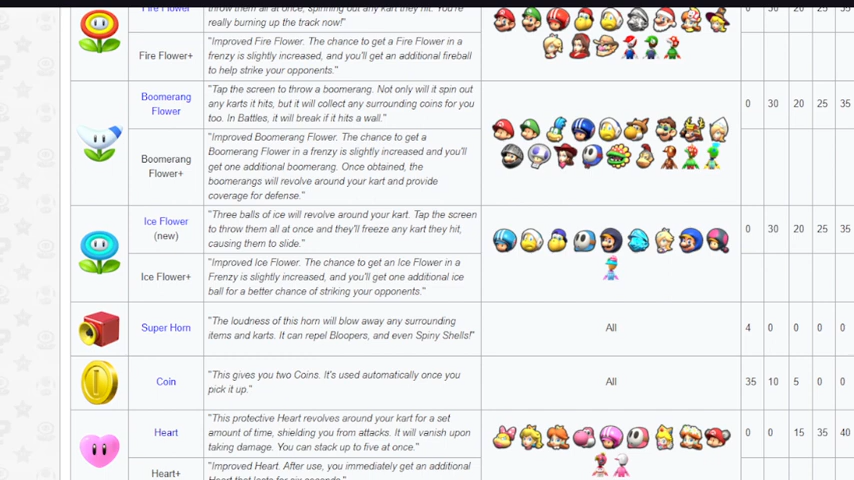 Fire Flower
throw them all at once, spinning out any kart they hit. You're
really burning up the track now!"
0 30 20 25 35
Fire Flower+
"Improved Fire Flower. The chance to get a Fire Flower in a
frenzy is slightly increased, and you'll get an additional fireball
to help strike your opponents."
Boomerang
Flower
"Tap the screen to throw a boomerang. Not only will it spin out
any karts it hits, but it will collect any surrounding coins for you
too. In Battles, it will break if it hits a wall."
0 30 20 25 35
Boomerang
Flower+
"Improved Boomerang Flower. The chance to get a
Boomerang Flower in a frenzy is slightly increased and you'll
get one additional boomerang. Once obtained, the
boomerangs will revolve around your kart and provide
coverage for defense."
Ice Flower
(new)
"Three balls of ice will revolve around your kart. Tap the screen
to throw them all at once and they'll freeze any kart they hit,
causing them to slide."
0 30 20 25 35
Ice Flower+
"Improved Ice Flower. The chance to get an Ice Flower in a
Frenzy is slightly increased, and you'll get one additional ice
ball for a better chance of striking your opponents."
Super Horn
"The loudness of this horn will blow away any surrounding
items and karts. It can repel Bloopers, and even Spiny Shells!"
All
4 0 0 0 0
Coin
"This gives you two Coins. It's used automatically once you
pick it up."
All
35 10 5 0 0
Heart
"This protective Heart revolves around your kart for a set
amount of time, shielding you from attacks. It will vanish upon
taking damage. You can stack up to five at once."
0 0 15 35 40
Heart+
"Improved Heart. After use, you immediately get an additional
Heart that lasts for six seconds."